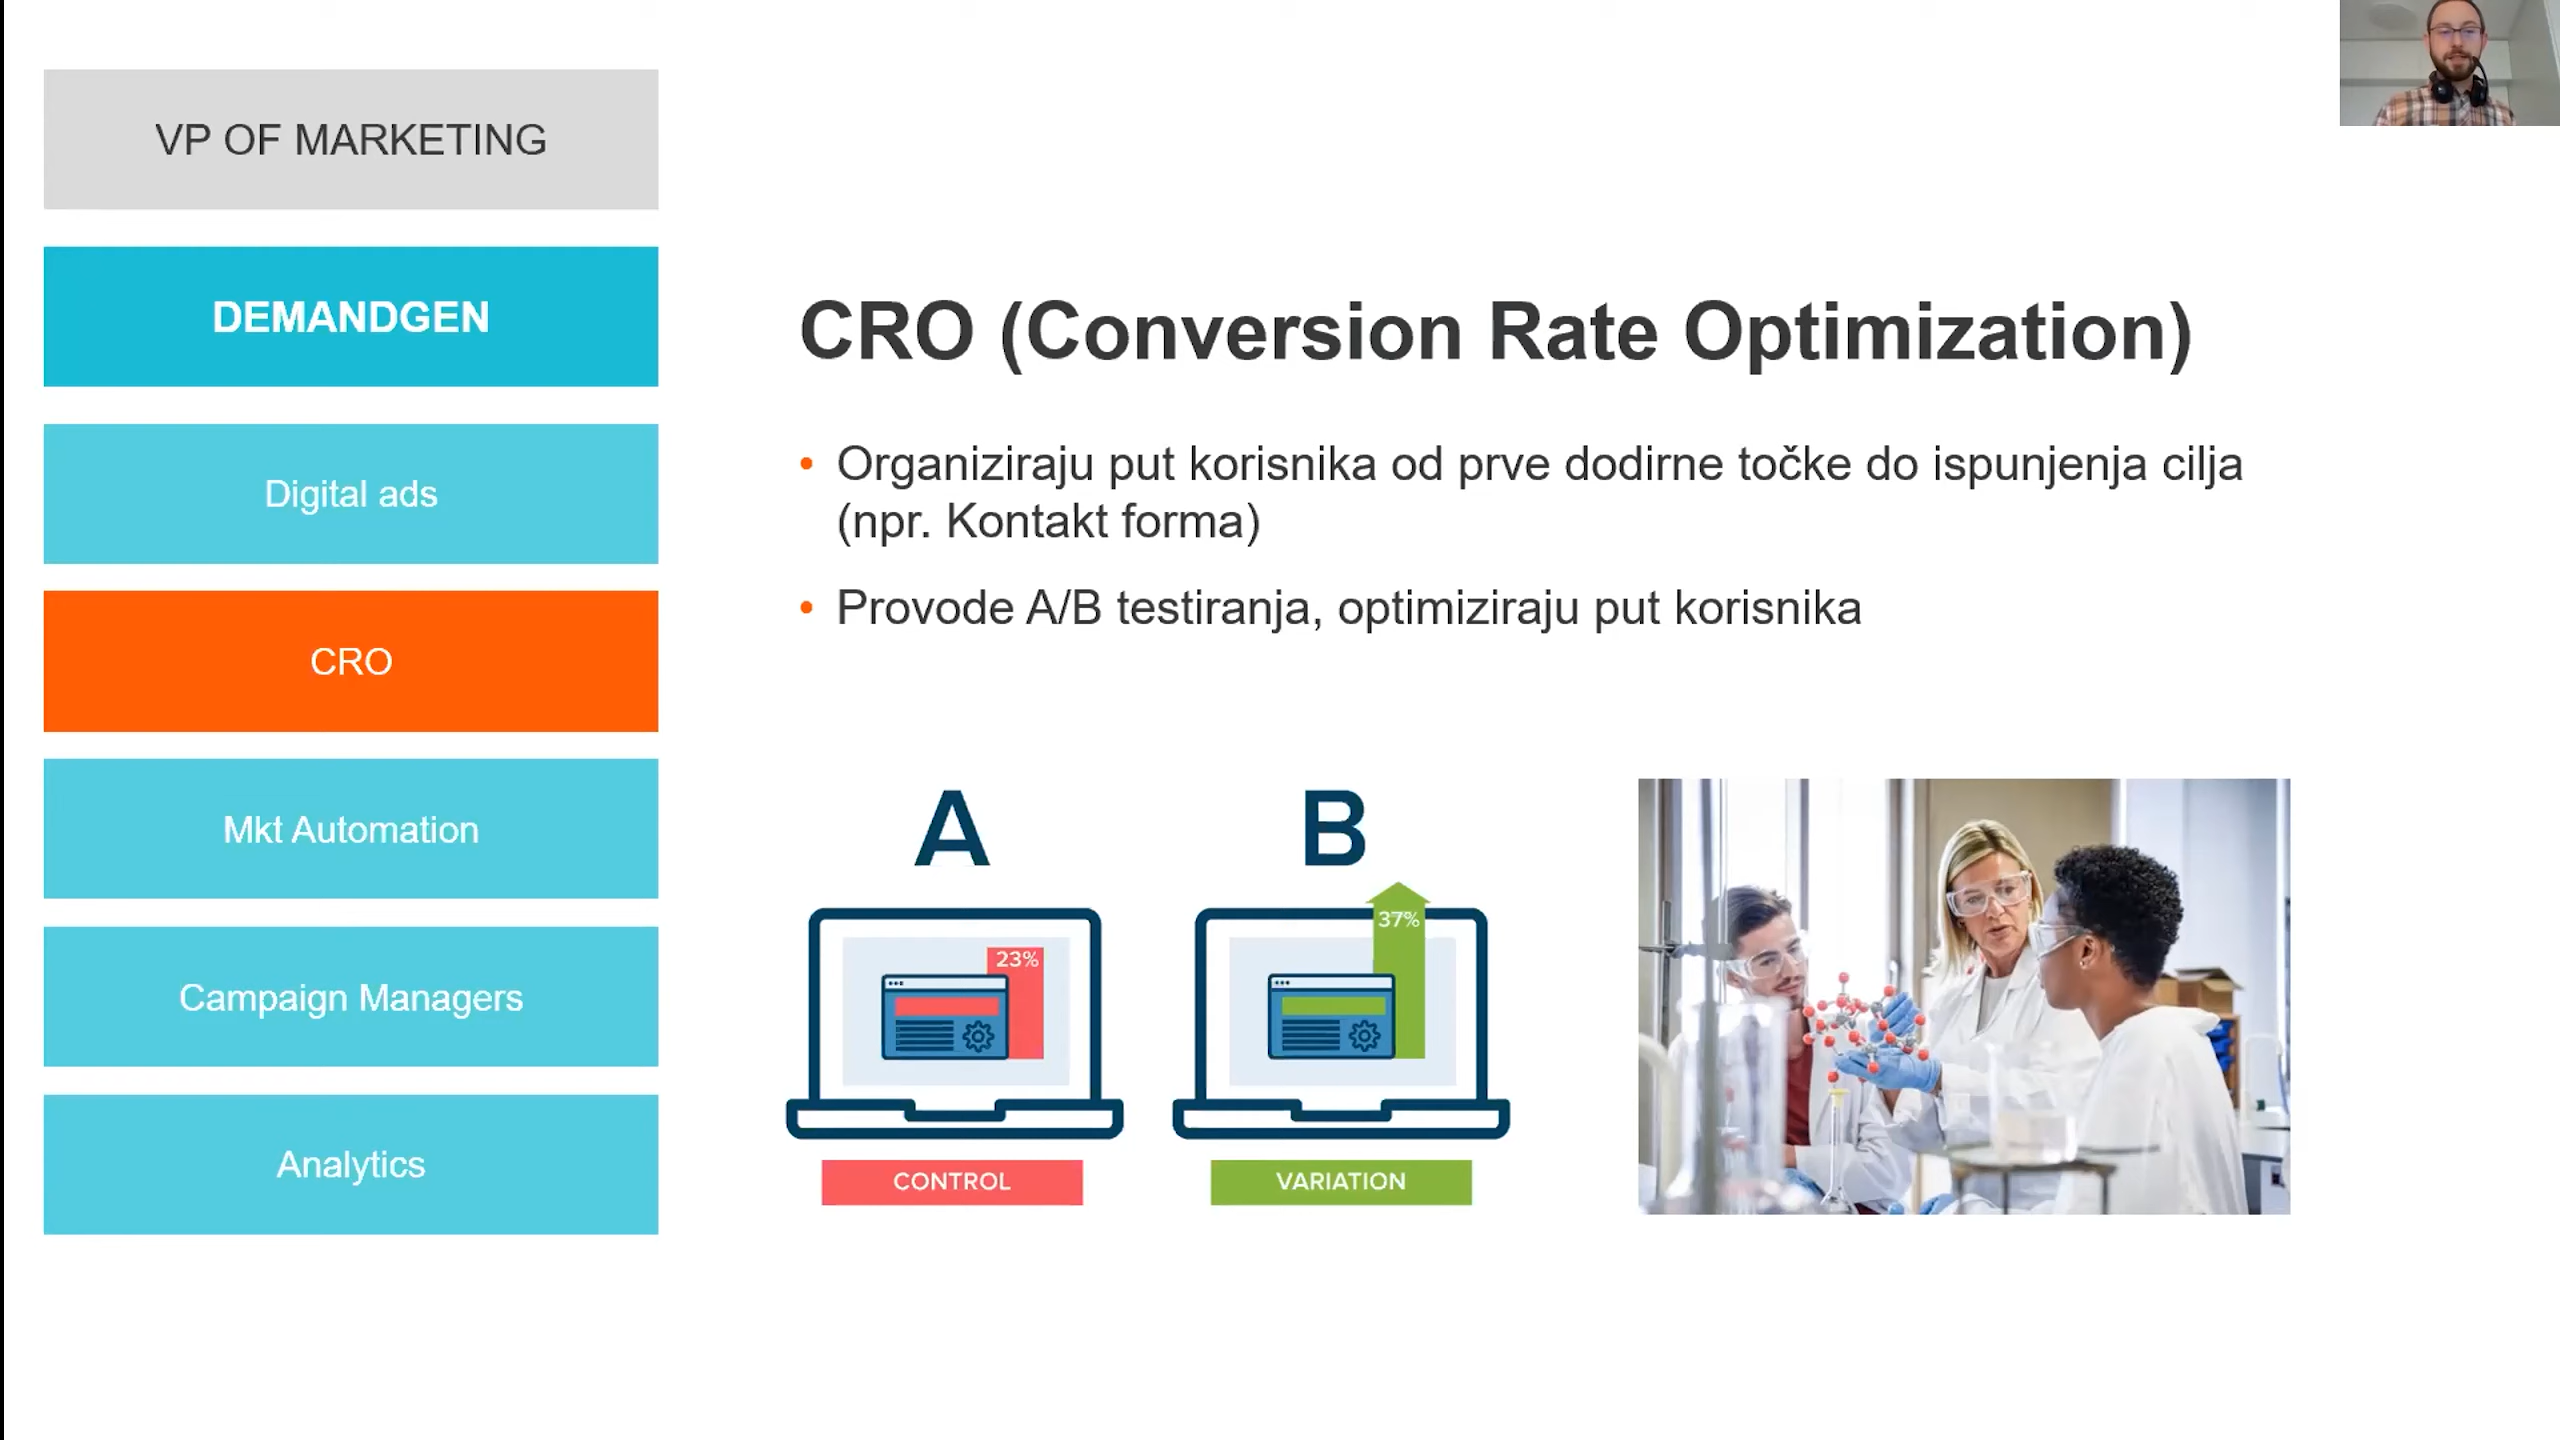 VP OF MARKETING
DEMANDGEN
Digital ads
CRO
Mkt Automation
Campaign Managers
Analytics
CRO (Conversion Rate Optimization)
• Organiziraju put korisnika od prve dodirne točke do ispunjenja cilja
(npr. Kontakt forma)
• Provode A/B testiranja, optimiziraju put korisnika
A
23%
CONTROL
B
37%
VARIATION